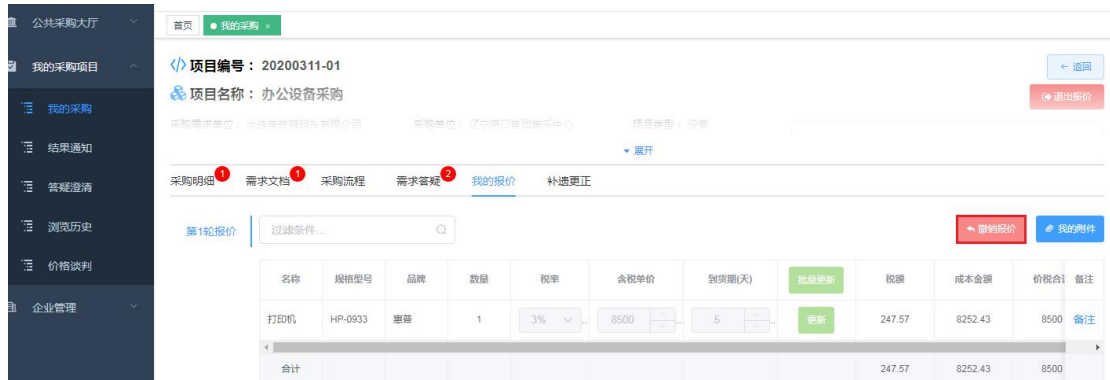 公共采购大厅
首页 ● 我的采购 ×
我的采购项目
</> 项目编号： 20200311-01
← 返回
项目名称： 办公设备采购
退出报价
我的采购
采购单位：辽宁港口集团集采中心 项目类型：设备
结果通知
展开
答疑澄清
采购明细 1 需求文档 1 采购流程 需求答疑 2 我的报价 补遗更正
浏览历史
第1轮报价 过滤条件... 撤销报价 我的附件
价格谈判
名称 规格型号 品牌 数量 税率 含税单价 到货期(天) 批量更新 税额 成本金额 价税合计 备注
企业管理
打印机 HP-0933 惠普 1 3% 8500 5 更新 247.57 8252.43 8500 备注
合计 247.57 8252.43 8500